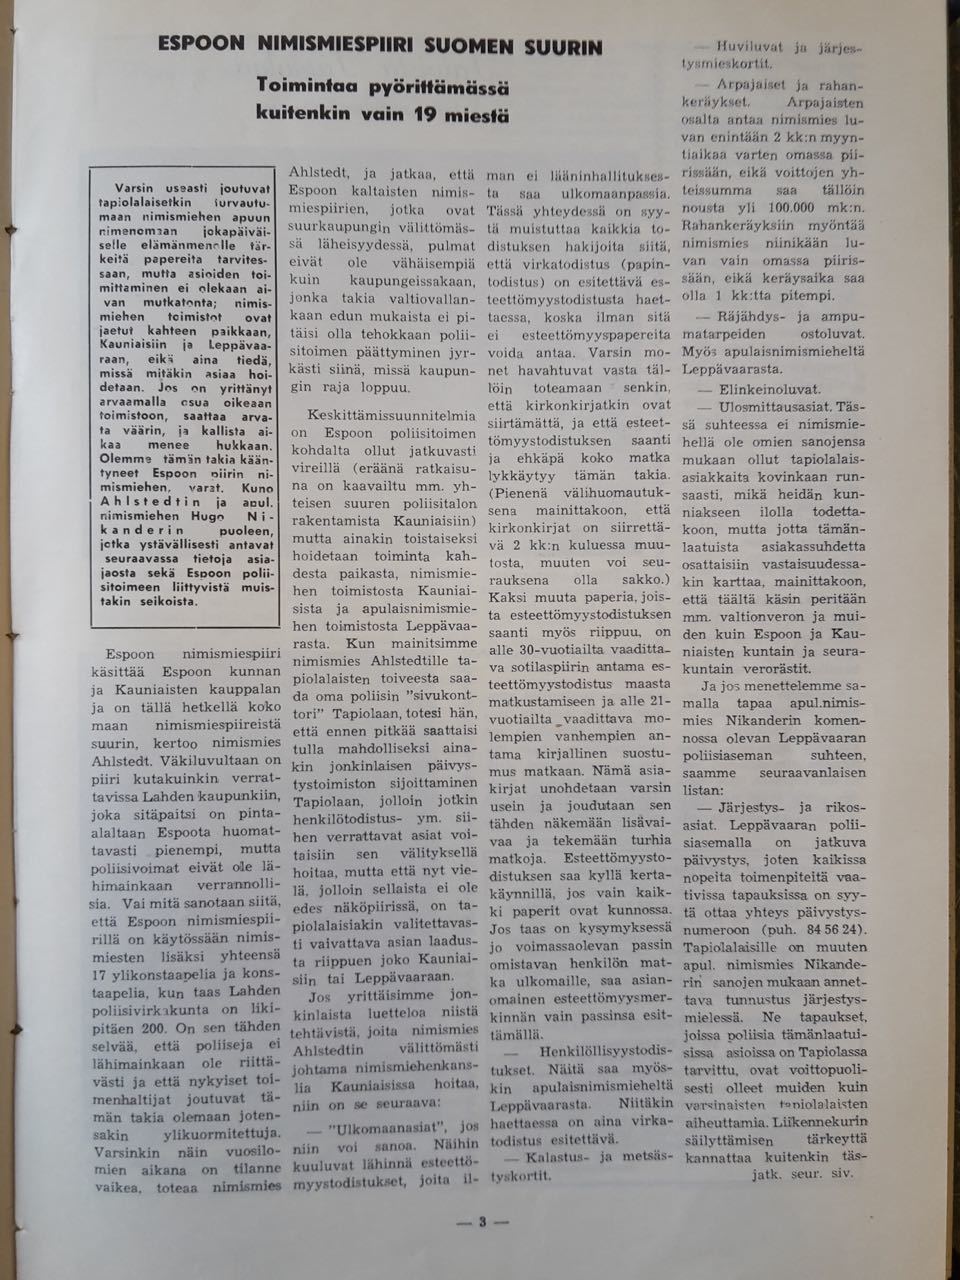 ESPOON NIMISMIESPIIRI SUOMEN SUURIN
Toimintaa pyörittämässä
kuitenkin vain 19 miestä
Varsin useasti joutuvat
tapiolalaisetkin turvautu-
maan nimismiehen apuun
nimenomaan jokapäiväi-
selle elämänmenolle tär-
keitä papereita tarvites-
saan, mutta asioiden toi-
mittaminen ei olekaan ai-
van mutkatonta; nimis-
miehen toimistot ovat
jaetut kahteen paikkaan,
Kauniaisiin ja Leppävaa-
raan, eikä aina tiedä,
missä mitäkin asiaa hoi-
detaan. Jos on yrittänyt
arvaamalla osua oikeaan
toimistoon, saattaa arva-
ta väärin, ja kallista ai-
kaa menee hukkaan.
Olemme tämän takia kään-
tyneet Espoon piirin ni-
mismiehen, varat. Kuno
Ahlstedtin ja apul.
nimismiehen Hugo Ni-
kanderin puoleen,
jotka ystävällisesti antavat
seuraavassa tietoja asia-
jaosta sekä Espoon polii-
sitoimeen liittyvistä muis-
takin seikoista.
Espoon nimismiespiiri
käsittää Espoon kunnan
ja Kauniaisten kauppalan
ja on tällä hetkellä koko
maan nimismiespiireistä
suurin, kertoo nimismies
Ahlstedt. Väkiluvultaan on
piiri kutakuinkin verrat-
tavissa Lahden kaupunkiin,
joka sitäpaitsi on pinta-
alaltaan Espoota huomat-
tavasti pienempi, mutta
poliisivoimat eivät ole lä-
himainkaan verrannolli-
sia. Vai mitä sanotaan siitä,
että Espoon nimismiespii-
rillä on käytössään nimis-
miesten lisäksi yhteensä
17 ylikonstaapelia ja kons-
taapelia, kun taas Lahden
poliisivirkakunta on liki-
pitäen 200. On sen tähden
selvää, että poliiseja ei
lähimainkaan ole riittä-
västi ja että nykyiset toi-
menhaltijat joutuvat tä-
män takia olemaan joten-
sakin ylikuormitettuja.
Varsinkin näin vuosilo-
mien aikana on tilanne
vaikea, toteaa nimismies
Ahlstedt, ja jatkaa, että
Espoon kaltaisten nimis-
miespiirien, jotka ovat
suurkaupungin välittömäs-
sä läheisyydessä, pulmat
eivät ole vähäisempiä
kuin kaupungeissakaan,
jonka takia valtiovallan-
kaan edun mukaista ei pi-
täisi olla tehokkaan polii-
sitoimen päättyminen jyr-
kästi siinä, missä kaupun-
gin raja loppuu.
Keskittämissuunnitelmia
on Espoon poliisitoimen
kohdalta ollut jatkuvasti
vireillä (eräänä ratkaisu-
na on kaavailtu mm. yh-
teisen suuren poliisitalon
rakentamista Kauniaisiin)
mutta ainakin toistaiseksi
hoidetaan toiminta kah-
desta paikasta, nimismie-
hen toimistosta Kauniai-
sista ja apulaisnimismie-
hen toimistosta Leppävaa-
rasta. Kun mainitsimme
nimismies Ahlstedtille ta-
piolalaisten toiveesta saa-
da oma poliisin "sivukont-
tori" Tapiolaan, totesi hän,
että ennen pitkää saattaisi
tulla mahdolliseksi aina-
kin jonkinlaisen päivys-
tystoimiston sijoittaminen
Tapiolaan, jolloin jotkin
henkilötodistus- ym. sii-
hen verrattavat asiat voi-
taisiin sen välityksellä
hoitaa, mutta että nyt vie-
lä, jolloin sellaista ei ole
edes näköpiirissä, on ta-
piolalaisiakin valitettavas-
ti vaivattava asian laadus-
ta riippuen joko Kauniai-
siin tai Leppävaaraan.
Jos yrittäisimme jon-
kinlaista luetteloa niistä
tehtävistä, joita nimismies
Ahlstedtin välittömästi
johtama nimismiehenkans-
lia Kauniaisissa hoitaa,
niin on se seuraava:
— "Ulkomaanasiat", jos
niin voi sanoa. Näihin
kuuluvat lähinnä esteettö-
myystodistukset, joita il-
man ei lääninhallitukses-
ta saa ulkomaanpassia.
Tässä yhteydessä on syy-
tä muistuttaa kaikkia to-
distuksen hakijoita siitä,
että virkatodistus (papin-
todistus) on esitettävä es-
teettömyystodistusta haet-
taessa, koska ilman sitä
ei esteettömyyspapereita
voida antaa. Varsin mo-
net havahtuvat vasta täl-
löin toteamaan senkin,
että kirkonkirjatkin ovat
siirtämättä, ja että esteet-
tömyystodistuksen saanti
ja ehkäpä koko matka
lykkäytyy tämän takia.
(Pienenä välihuomautuk-
sena mainittakoon, että
kirkonkirjat on siirrettä-
vä 2 kk:n kuluessa muu-
tosta, muuten voi seu-
rauksena olla sakko.)
Kaksi muuta paperia, jois-
ta esteettömyystodistuksen
saanti myös riippuu, on
alle 30-vuotiailta vaaditta-
va sotilaspiirin antama es-
teettömyystodistus maasta
matkustamiseen ja alle 21-
vuotiailta vaadittava mo-
lempien vanhempien an-
tama kirjallinen suostu-
mus matkaan. Nämä asia-
kirjat unohdetaan varsin
usein ja joudutaan sen
tähden näkemään lisävai-
vaa ja tekemään turhia
matkoja. Esteettömyysto-
distuksen saa kyllä kerta-
käynnillä, jos vain kaik-
ki paperit ovat kunnossa.
Jos taas on kysymyksessä
jo voimassaolevan passin
omistavan henkilön mat-
ka ulkomaille, saa asian-
omainen esteettömyysmer-
kinnän vain passinsa esit-
tämällä.
— Henkilöllisyystodis-
tukset. Näitä saa myös-
kin apulaisnimismieheltä
Leppävaarasta. Niitäkin
haettaessa on aina virka-
todistus esitettävä.
— Kalastus- ja metsäs-
tyskortit.
— Huviluvat ja järjes-
tysmieskortit.
— Arpajaiset ja rahan-
keräykset. Arpajaisten
osalta antaa nimismies lu-
van enintään 2 kk:n myyn-
tiaikaa varten omassa pii-
rissään, eikä voittojen yh-
teissumma saa tällöin
nousta yli 100.000 mk:n.
Rahankeräyksiin myöntää
nimismies niinikään lu-
van vain omassa piiris-
sään, eikä keräysaika saa
olla 1 kk:tta pitempi.
— Räjähdys- ja ampu-
matarpeiden ostoluvat.
Myös apulaisnimismieheltä
Leppävaarasta.
— Elinkeinoluvat.
— Ulosmittausasiat. Täs-
sä suhteessa ei nimismie-
hellä ole omien sanojensa
mukaan ollut tapiolalais-
asiakkaita kovinkaan run-
saasti, mikä heidän kun-
niakseen ilolla todetta-
koon, mutta jotta tämän-
laatuista asiakassuhdetta
osattaisiin vastaisuudessa-
kin karttaa, mainittakoon,
että täältä käsin peritään
mm. valtionveron ja mui-
den kuin Espoon ja Kau-
niaisten kuntain ja seura-
kuntain verorästit.
Ja jos menettelemme sa-
malla tapaa apul.nimis-
mies Nikanderin komen-
nossa olevan Leppävaaran
poliisiaseman suhteen,
saamme seuraavanlaisen
listan:
— Järjestys- ja rikos-
asiat. Leppävaaran polii-
siasemalla on jatkuva
päivystys, joten kaikissa
nopeita toimenpiteitä vaa-
tivissa tapauksissa on syy-
tä ottaa yhteys päivystys-
numeroon (puh. 84 56 24).
Tapiolalaisille on muuten
apul. nimismies Nikande-
rin sanojen mukaan annet-
tava tunnustus järjestys-
mielessä. Ne tapaukset,
joissa poliisia tämänlaatui-
sissa asioissa on Tapiolassa
tarvittu, ovat voittopuoli-
sesti olleet muiden kuin
varsinaisten tapiolalaisten
aiheuttamia. Liikennekurin
säilyttämisen tärkeyttä
kannattaa kuitenkin täs-
jatk. seur. siv.
— 3 —